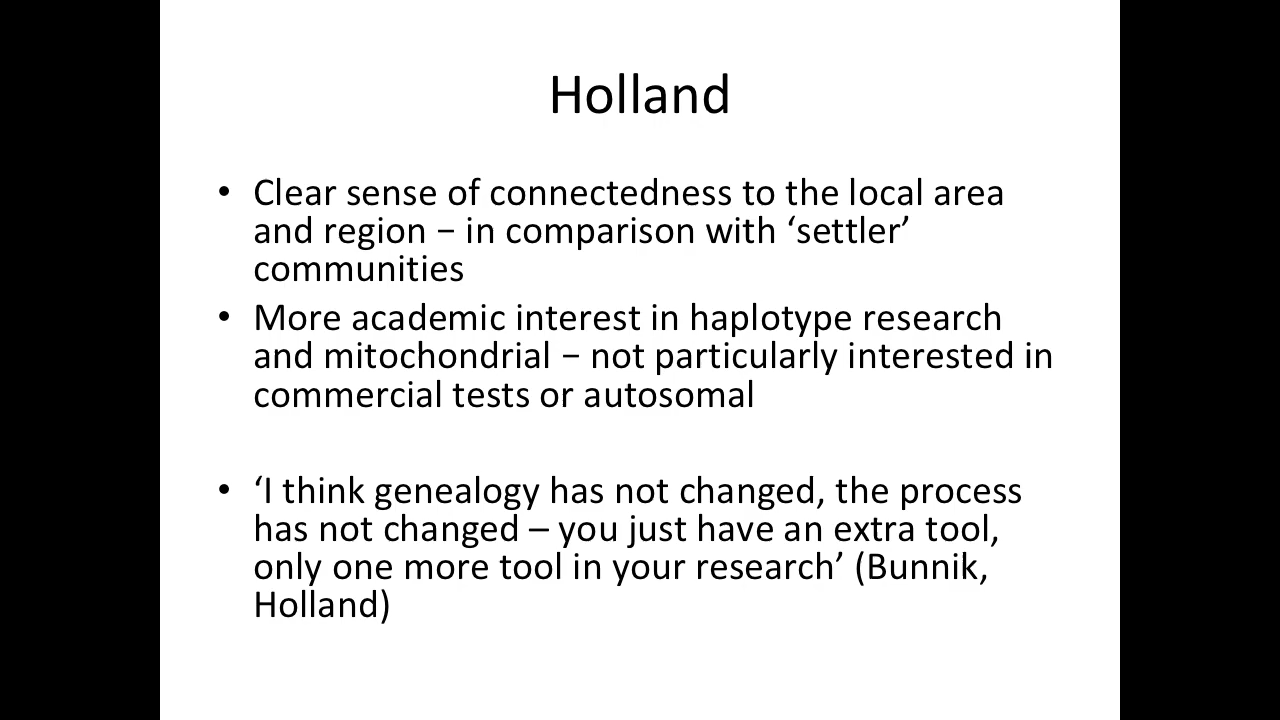 Holland
• Clear sense of connectedness to the local area
and region − in comparison with ‘settler’
communities
• More academic interest in haplotype research
and mitochondrial − not particularly interested in
commercial tests or autosomal
• ‘I think genealogy has not changed, the process
has not changed – you just have an extra tool,
only one more tool in your research’ (Bunnik,
Holland)